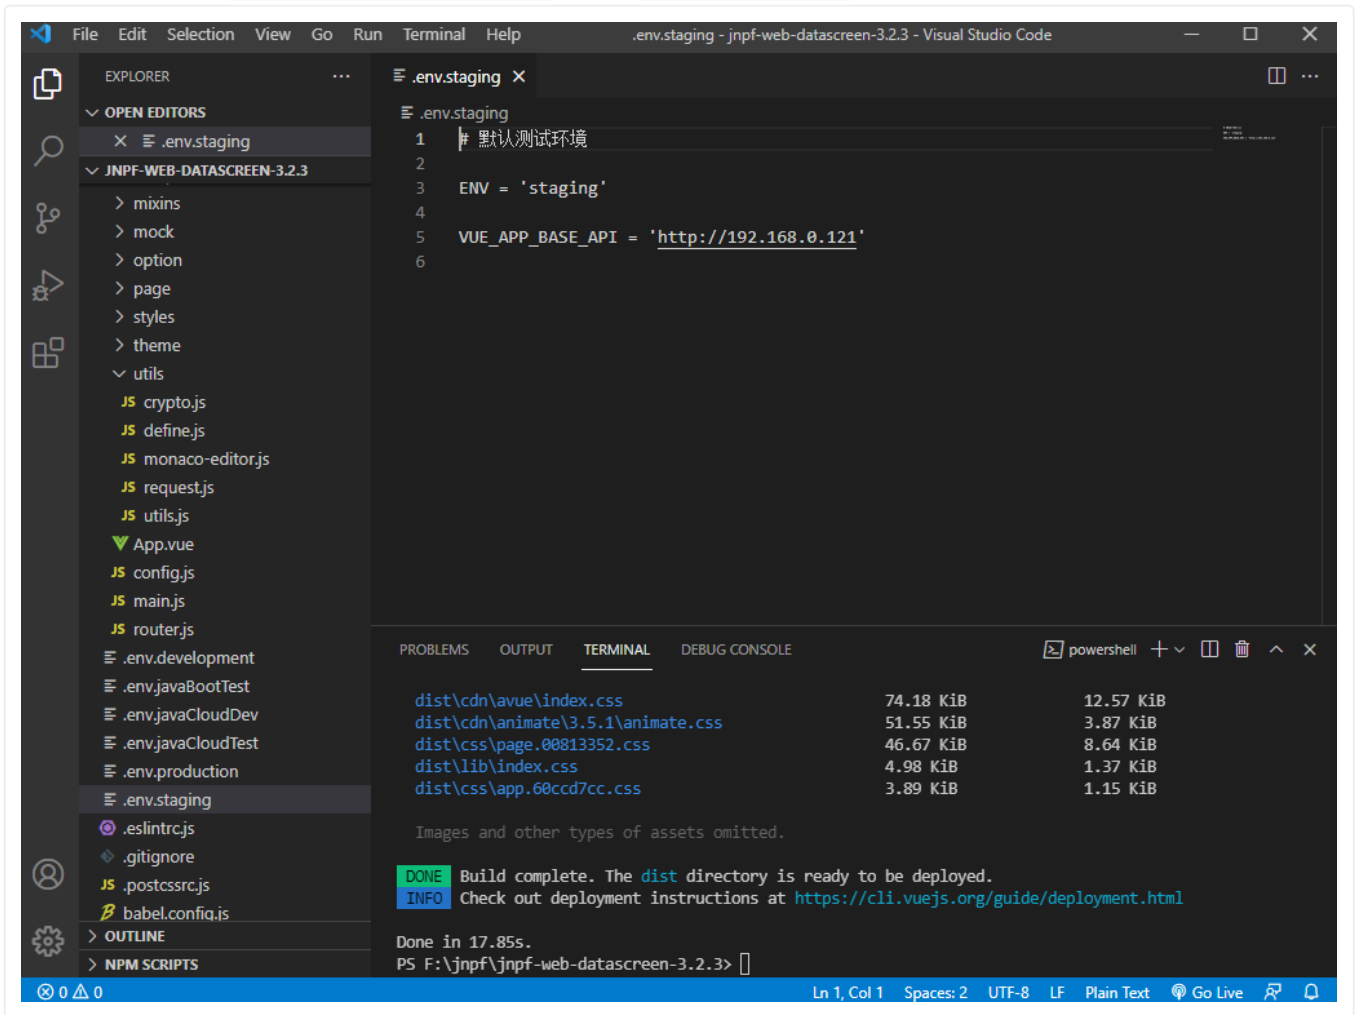 File Edit Selection View Go Run Terminal Help .env.staging - jnpf-web-datascreen-3.2.3 - Visual Studio Code
EXPLORER ···
OPEN EDITORS
.env.staging
JNPF-WEB-DATASCREEN-3.2.3
mixins
mock
option
page
styles
theme
utils
JS crypto.js
JS define.js
JS monaco-editor.js
JS request.js
JS utils.js
App.vue
JS config.js
JS main.js
JS router.js
.env.development
.env.javaBootTest
.env.javaCloudDev
.env.javaCloudTest
.env.production
.env.staging
.eslintrc.js
.gitignore
JS .postcssrc.js
babel.config.js
OUTLINE
NPM SCRIPTS
.env.staging
.env.staging
1 # 默认测试环境
2
3 ENV = 'staging'
4
5 VUE_APP_BASE_API = 'http://192.168.0.121'
6
PROBLEMS OUTPUT TERMINAL DEBUG CONSOLE powershell
dist\cdn\avue\index.css 74.18 KiB 12.57 KiB
dist\cdn\animate\3.5.1\animate.css 51.55 KiB 3.87 KiB
dist\css\page.00813352.css 46.67 KiB 8.64 KiB
dist\lib\index.css 4.98 KiB 1.37 KiB
dist\css\app.60ccd7cc.css 3.89 KiB 1.15 KiB
Images and other types of assets omitted.
DONE Build complete. The dist directory is ready to be deployed.
INFO Check out deployment instructions at https://cli.vuejs.org/guide/deployment.html
Done in 17.85s.
PS F:\jnpf\jnpf-web-datascreen-3.2.3>
0 0 Ln 1, Col 1 Spaces: 2 UTF-8 LF Plain Text Go Live